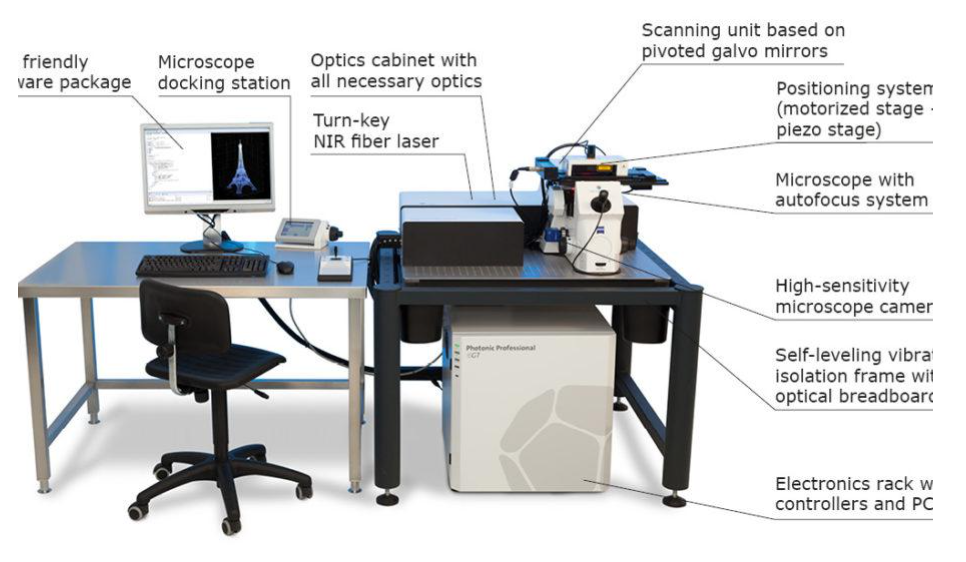 friendly
ware package
Microscope
docking station
Optics cabinet with
all necessary optics
Turn-key
NIR fiber laser
Scanning unit based on
pivoted galvo mirrors
Positioning system
(motorized stage -
piezo stage)
Microscope with
autofocus system
High-sensitivity
microscope camer
Self-leveling vibrat
isolation frame wit
optical breadboard
Electronics rack w
controllers and PC
Photonic Professional
GT